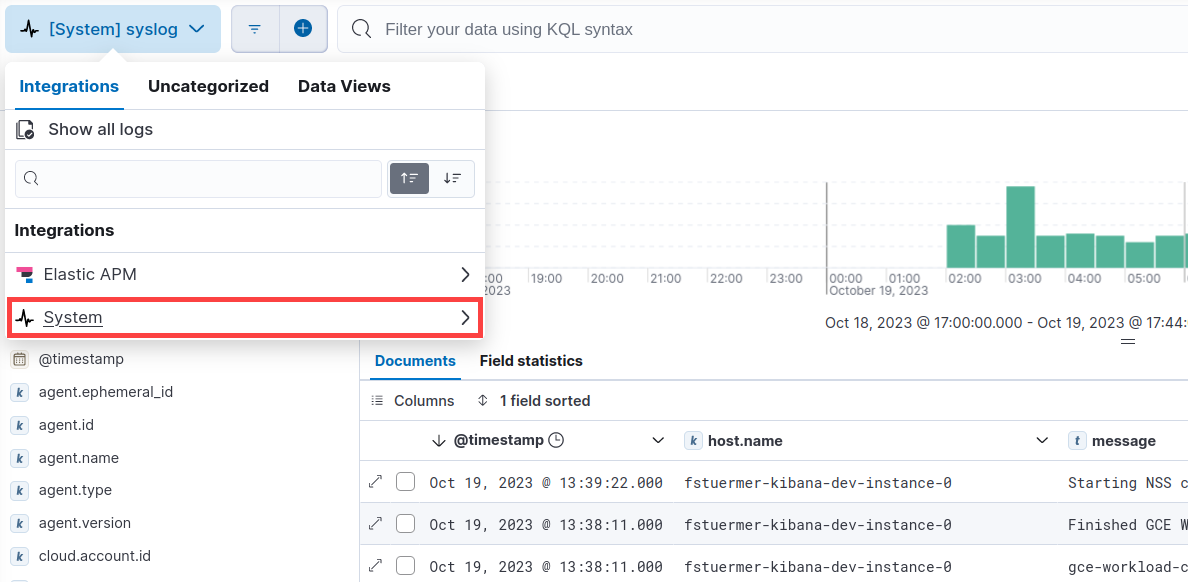 [System] syslog
Filter your data using KQL syntax
Integrations Uncategorized Data Views
Show all logs
Integrations
Elastic APM
System
:00 19:00 20:00 21:00 22:00 23:00 00:00 01:00 02:00 03:00 04:00 05:00
2023 October 19, 2023
Oct 18, 2023 @ 17:00:00.000 - Oct 19, 2023 @ 17:44:
@timestamp
agent.ephemeral_id
agent.id
agent.name
agent.type
agent.version
cloud.account.id
Documents Field statistics
Columns 1 field sorted
@timestamp k host.name t message
Oct 19, 2023 @ 13:39:22.000 fstuermer-kibana-dev-instance-0 Starting NSS c
Oct 19, 2023 @ 13:38:11.000 fstuermer-kibana-dev-instance-0 Finished GCE W
Oct 19, 2023 @ 13:38:11.000 fstuermer-kibana-dev-instance-0 gce-workload-c